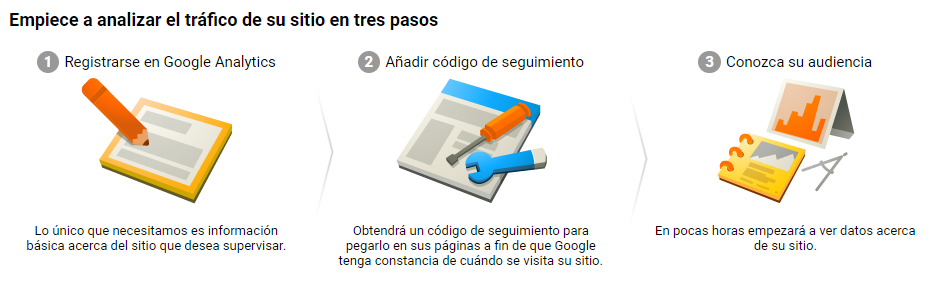 Empiece a analizar el tráfico de su sitio en tres pasos
1 Registrarse en Google Analytics
2 Añadir código de seguimiento
3 Conozca su audiencia
Lo único que necesitamos es información
básica acerca del sitio que desea supervisar.
Obtendrá un código de seguimiento para
pegarlo en sus páginas a fin de que Google
tenga constancia de cuándo se visita su sitio.
En pocas horas empezará a ver datos acerca
de su sitio.